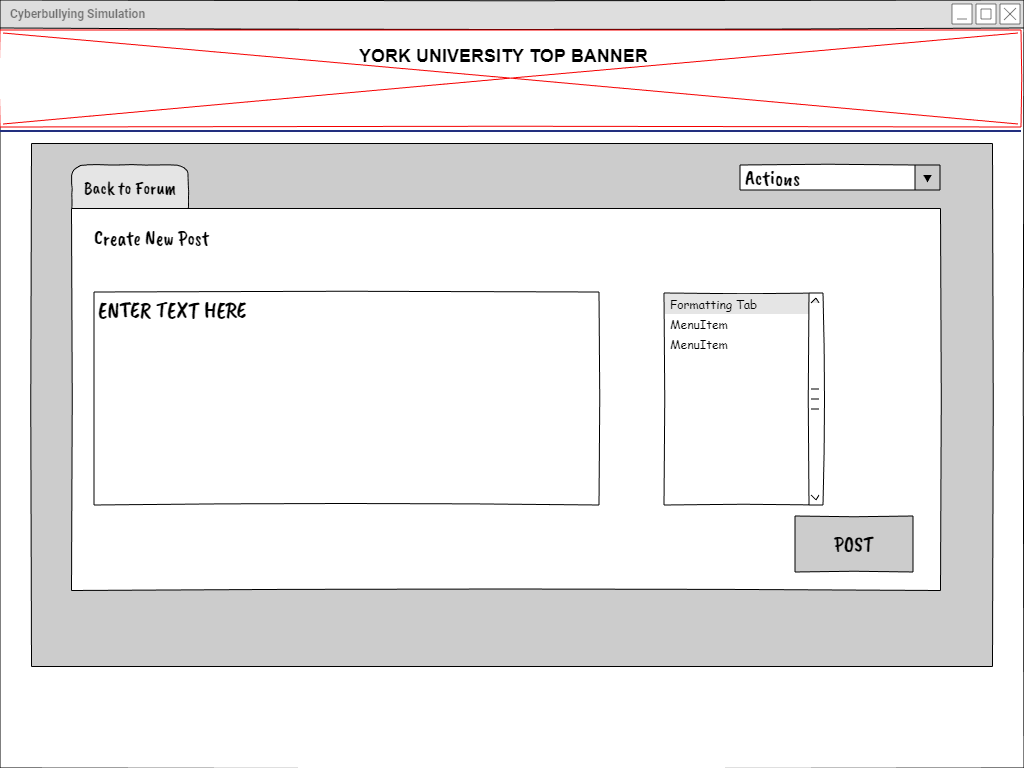 Cyberbullying Simulation
YORK UNIVERSITY TOP BANNER
Back to Forum
Actions
Create New Post
ENTER TEXT HERE
Formatting Tab
MenuItem
MenuItem
POST